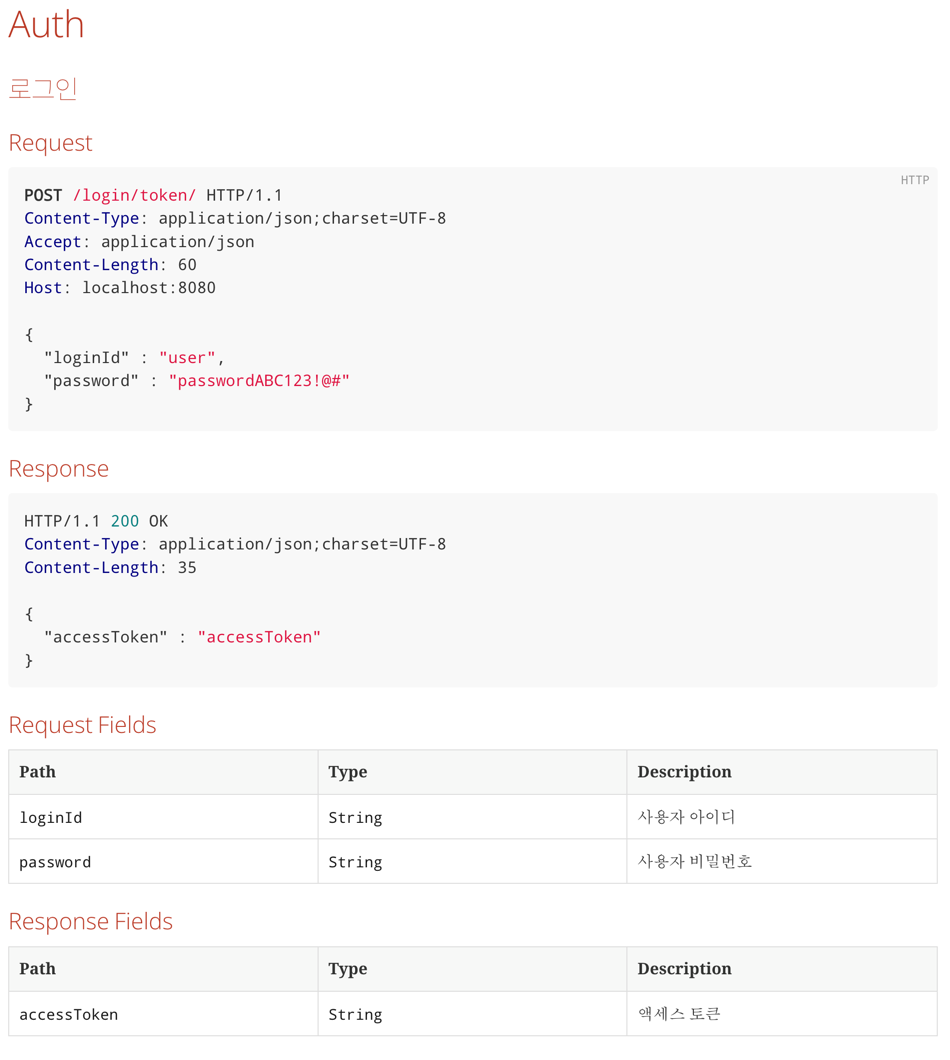 Auth
로그인
Request
HTTP
POST /login/token/ HTTP/1.1
Content-Type: application/json;charset=UTF-8
Accept: application/json
Content-Length: 60
Host: localhost:8080
{
  "loginId" : "user",
  "password" : "passwordABC123!@#"
}
Response
HTTP/1.1 200 OK
Content-Type: application/json;charset=UTF-8
Content-Length: 35
{
  "accessToken" : "accessToken"
}
Request Fields
Path Type Description
loginId String 사용자 아이디
password String 사용자 비밀번호
Response Fields
Path Type Description
accessToken String 액세스 토큰